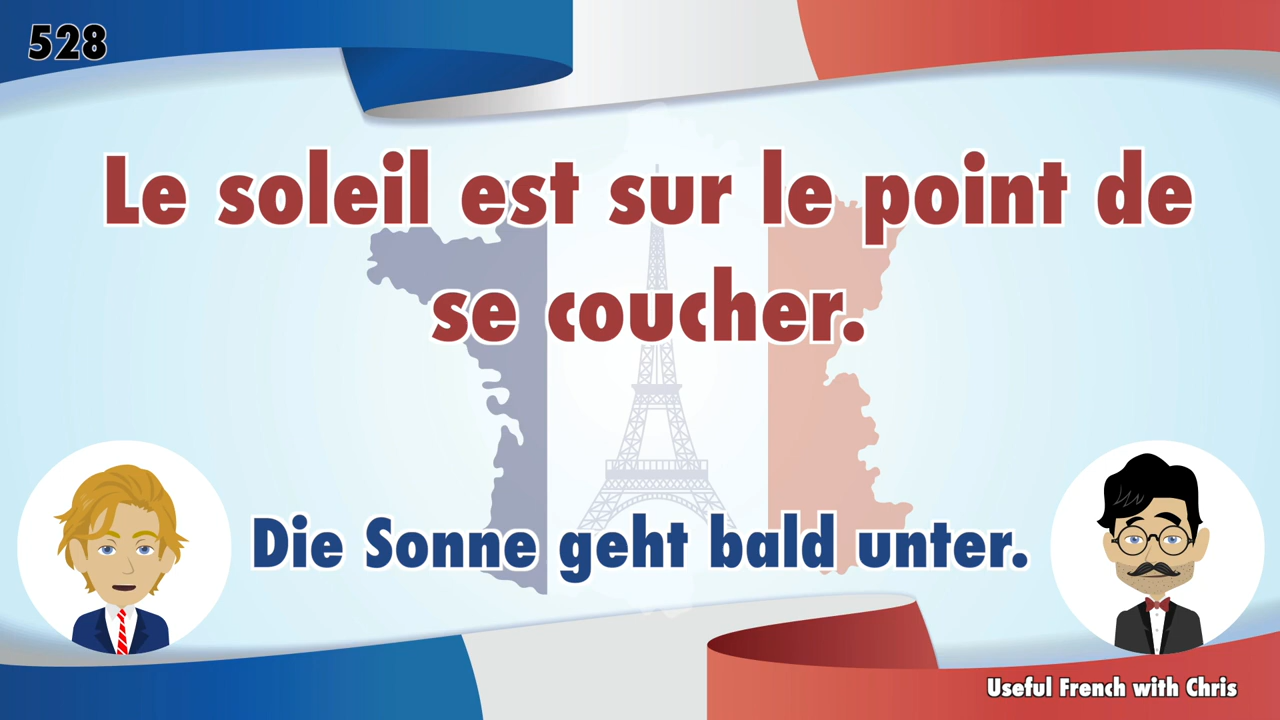 528
Le soleil est sur le point de
se coucher.
Die Sonne geht bald unter.
Useful French with Chris